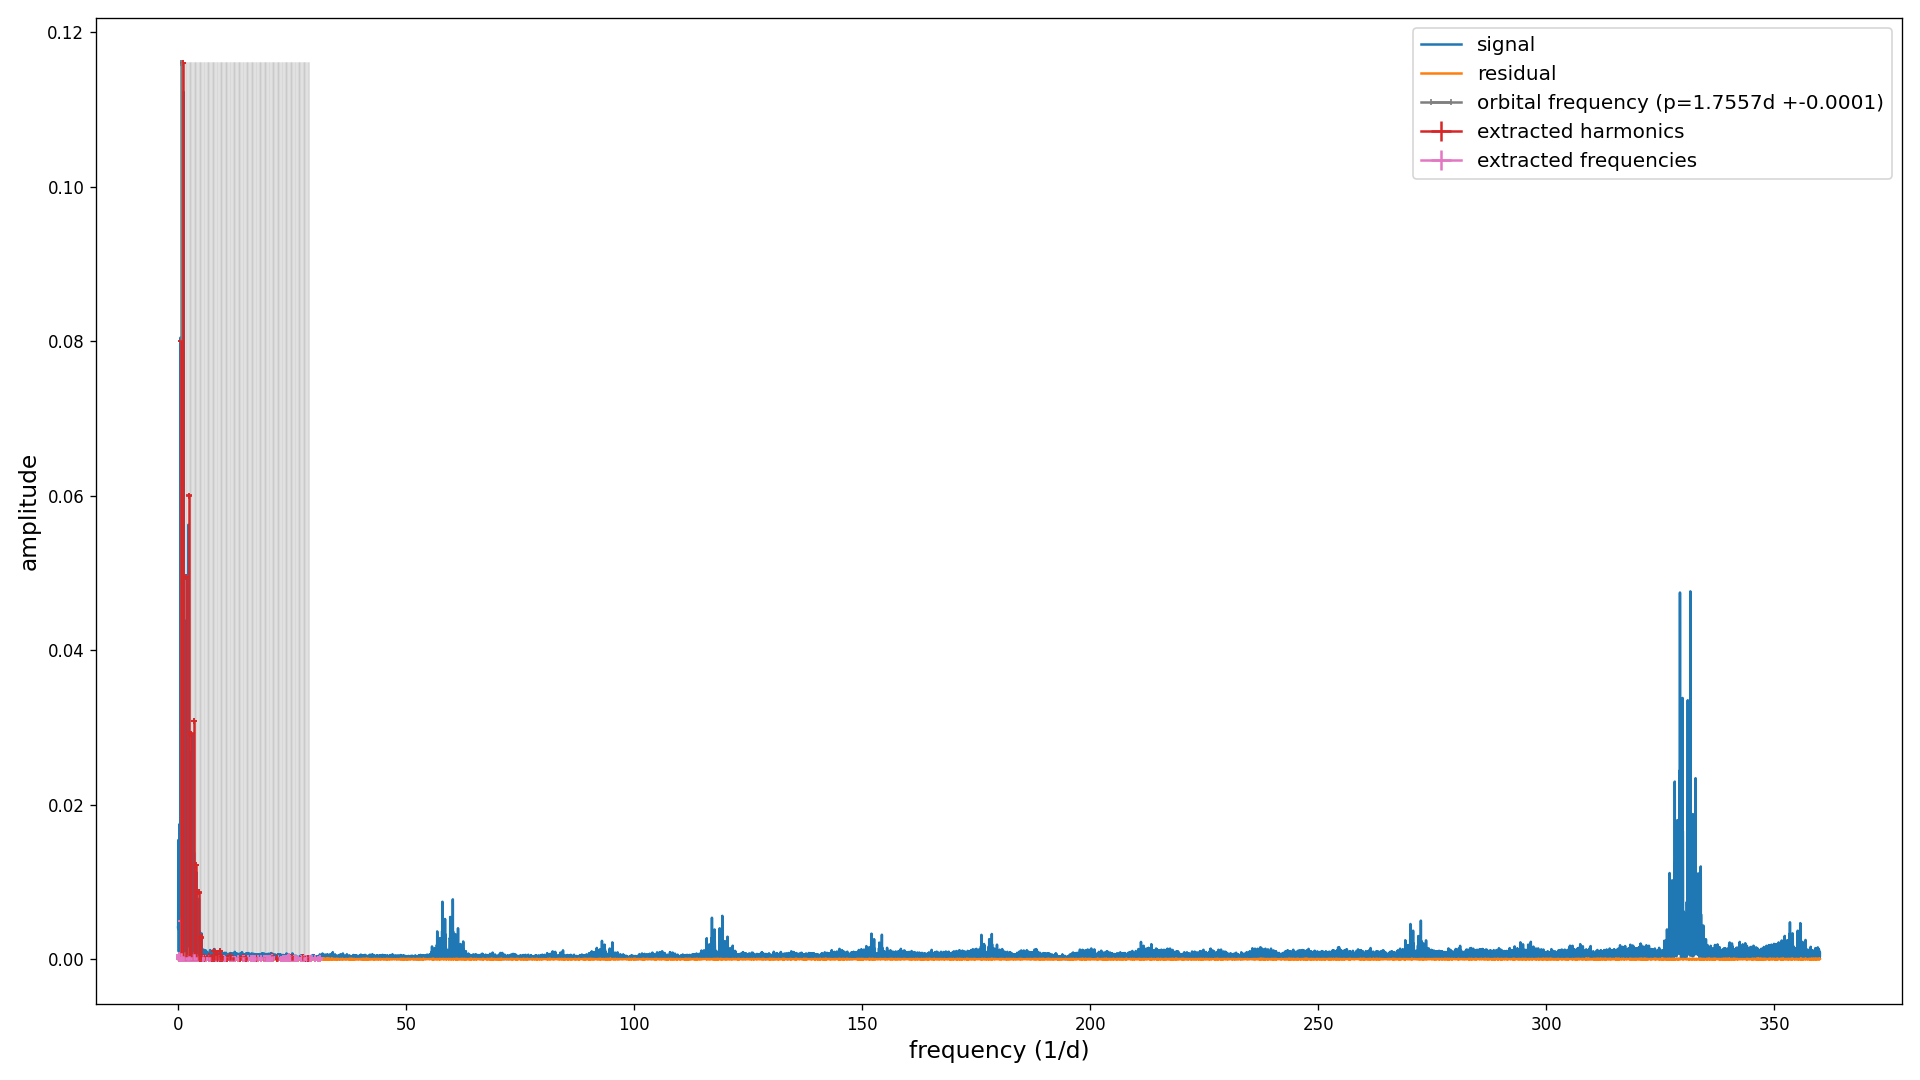 signal
residual
orbital frequency (p=1.7557d +-0.0001)
extracted harmonics
extracted frequencies
0.12
0.10
0.08
0.06
0.04
0.02
0.00
amplitude
0 50 100 150 200 250 300 350
frequency (1/d)